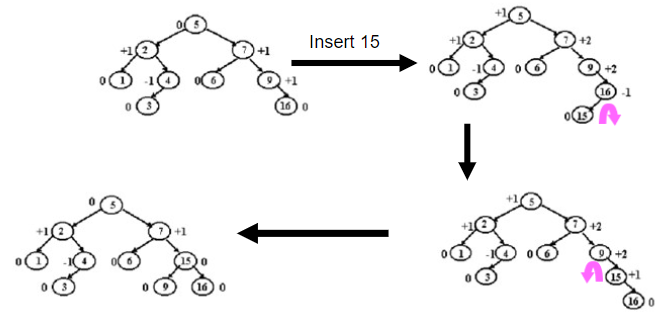 0 5
+1 2 7 +1
0 1 -1 4 0 6 9 +1
0 3 16 0
Insert 15
+1 5
+1 2 7 +2
0 1 -1 4 0 6 9 +2
0 3 16 -1
0 15
+1 5
+1 2 7 +2
0 1 -1 4 0 6 9 +2
0 3 15 +1
16 0
0 5
+1 2 7 +1
0 1 -1 4 0 6 15 0
0 3 0 9 16 0